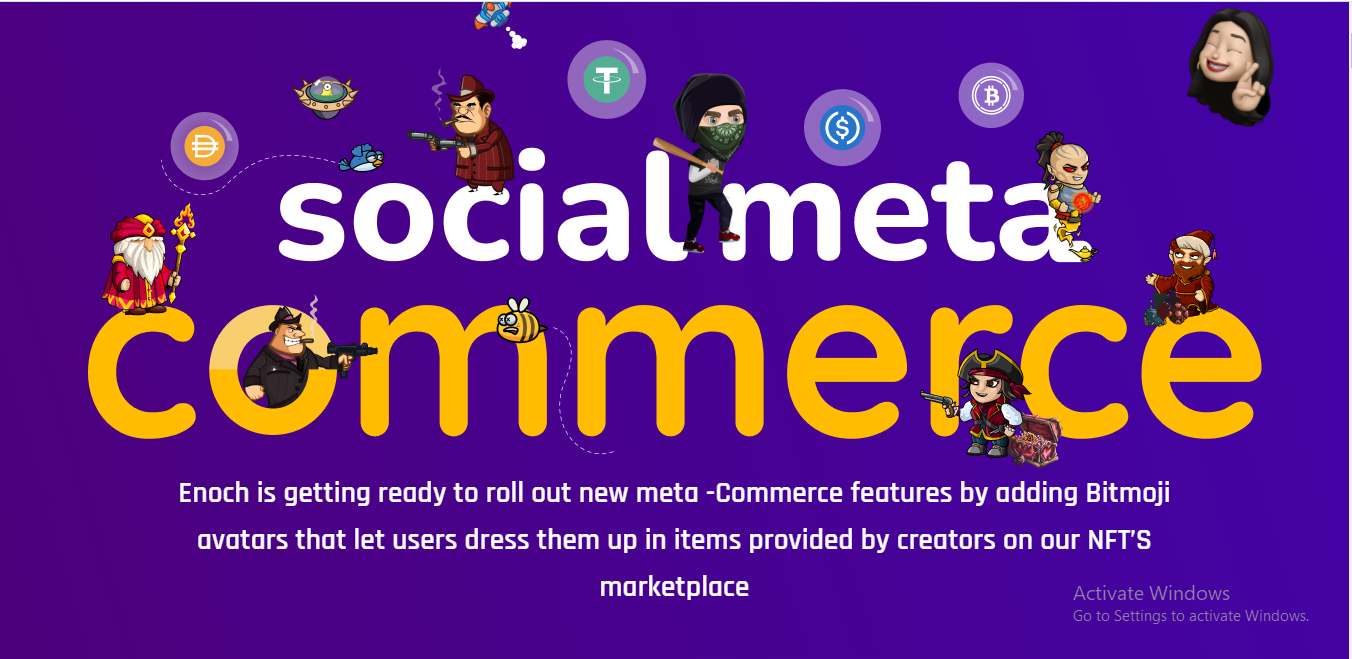 social meta
commerce
Enoch is getting ready to roll out new meta -Commerce features by adding Bitmoji
avatars that let users dress them up in items provided by creators on our NFT'S
marketplace
Activate Windows
Go to Settings to activate Windows.